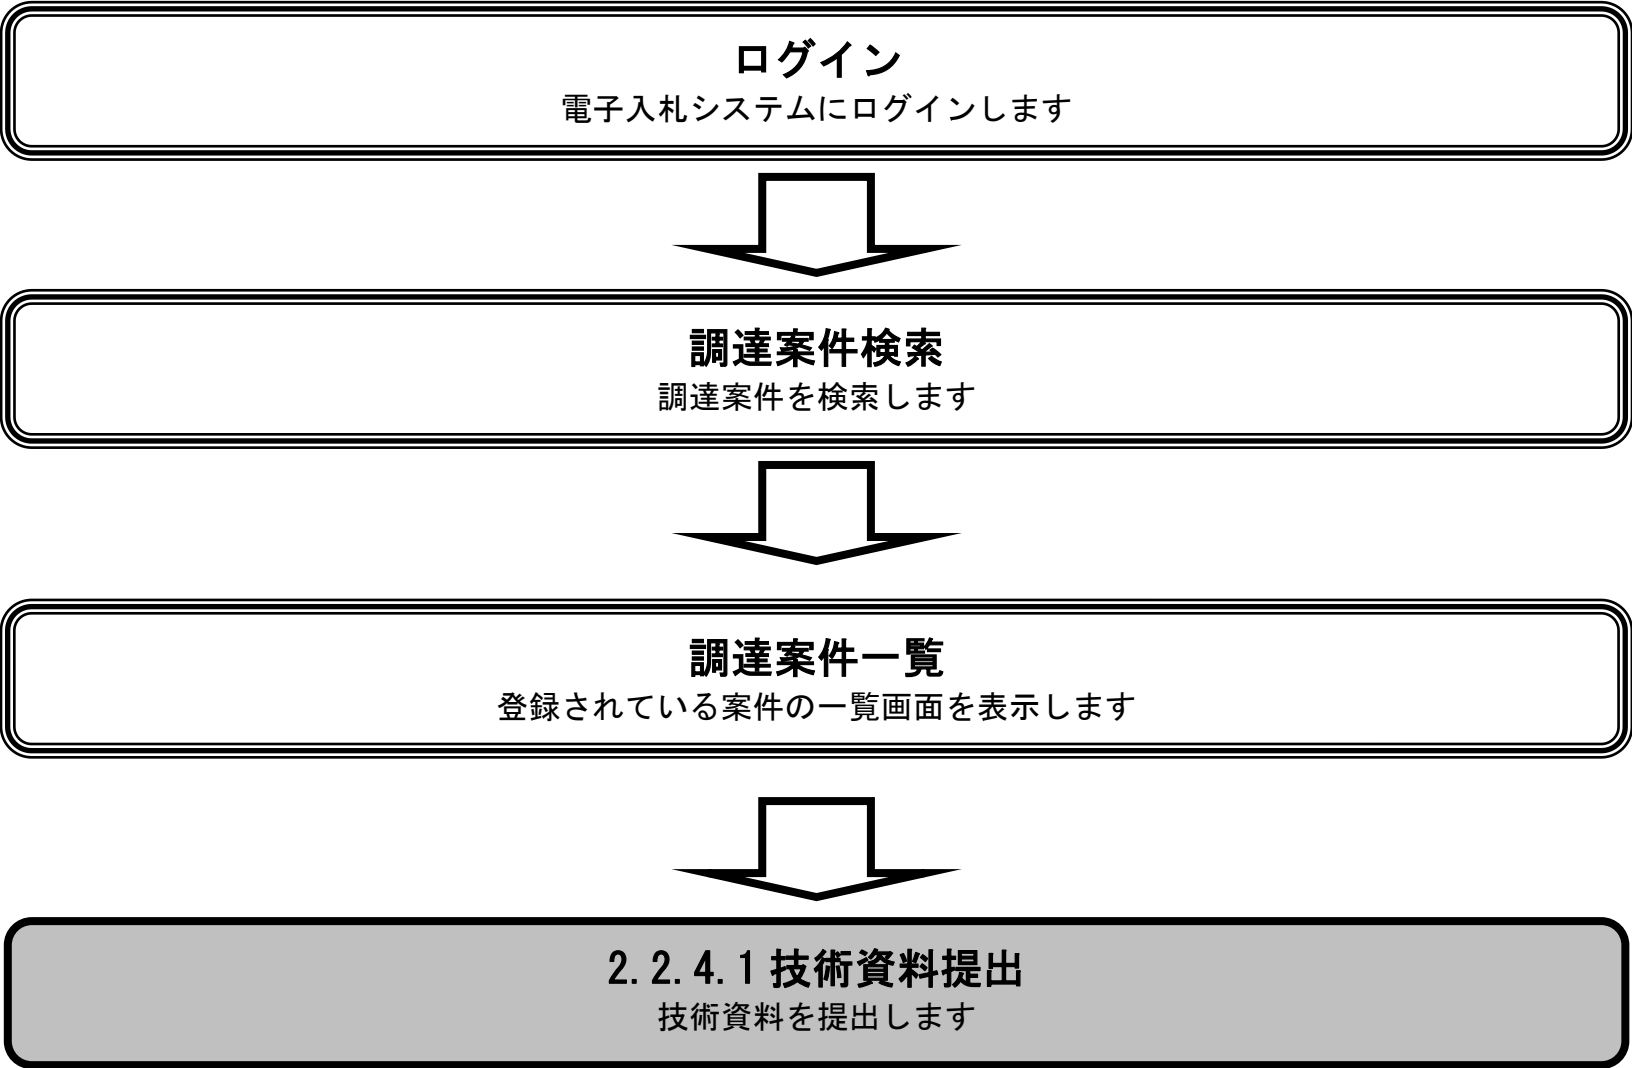 ログイン
電子入札システムにログインします
調達案件検索
調達案件を検索します
調達案件一覧
登録されている案件の一覧画面を表示します
2.2.4.1 技術資料提出
技術資料を提出します